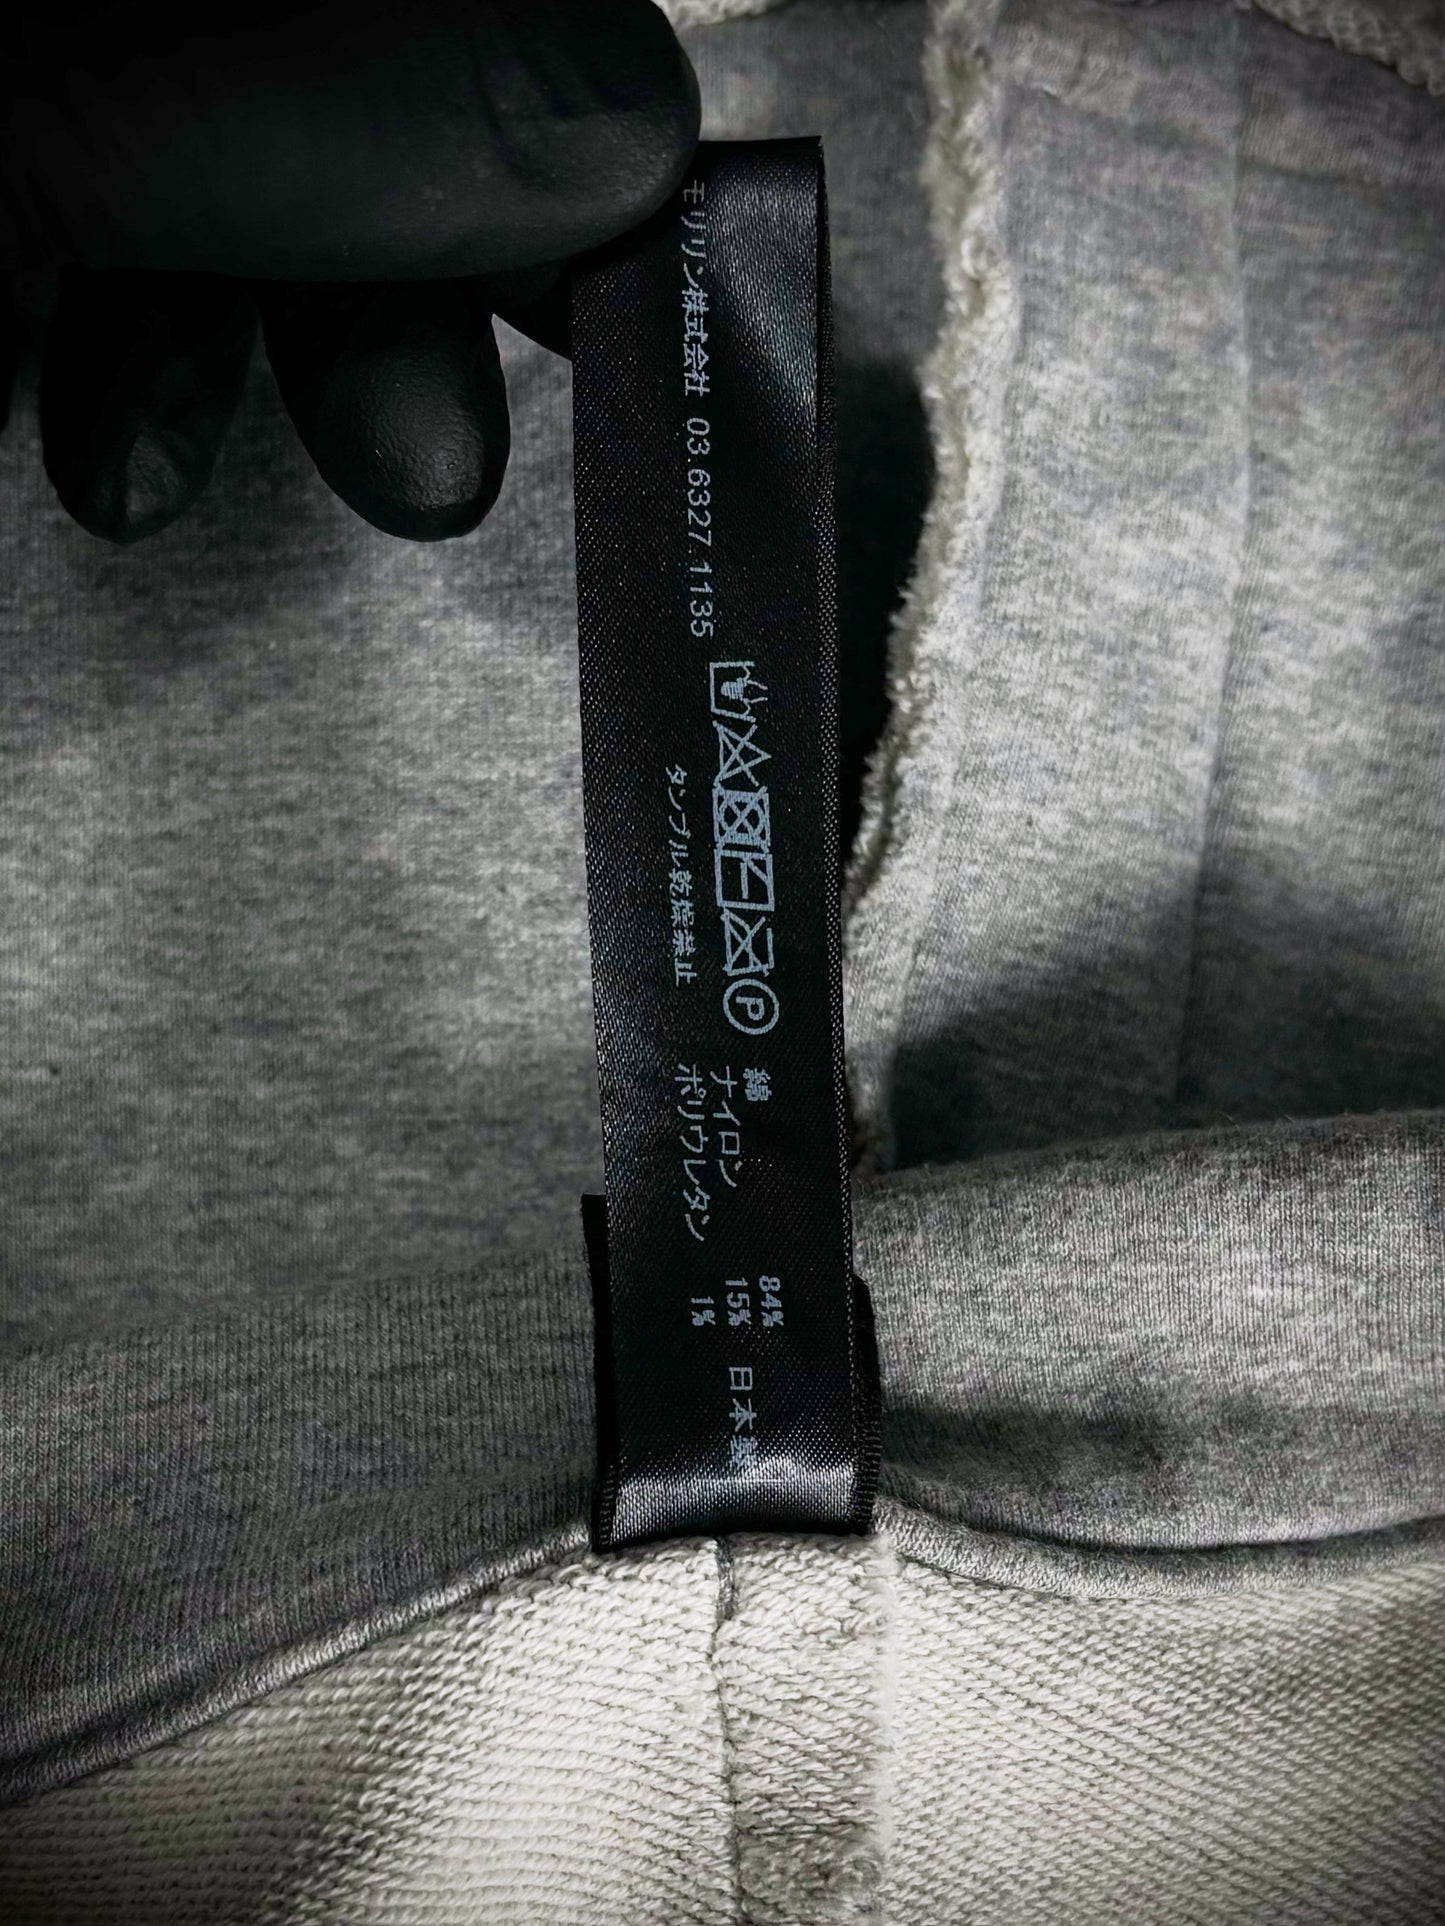 綿 84%
ナイロン 15%
ポリウレタン 1%
日本製
P
タンブル乾燥禁止
モリリン株式会社 03.6327.1135